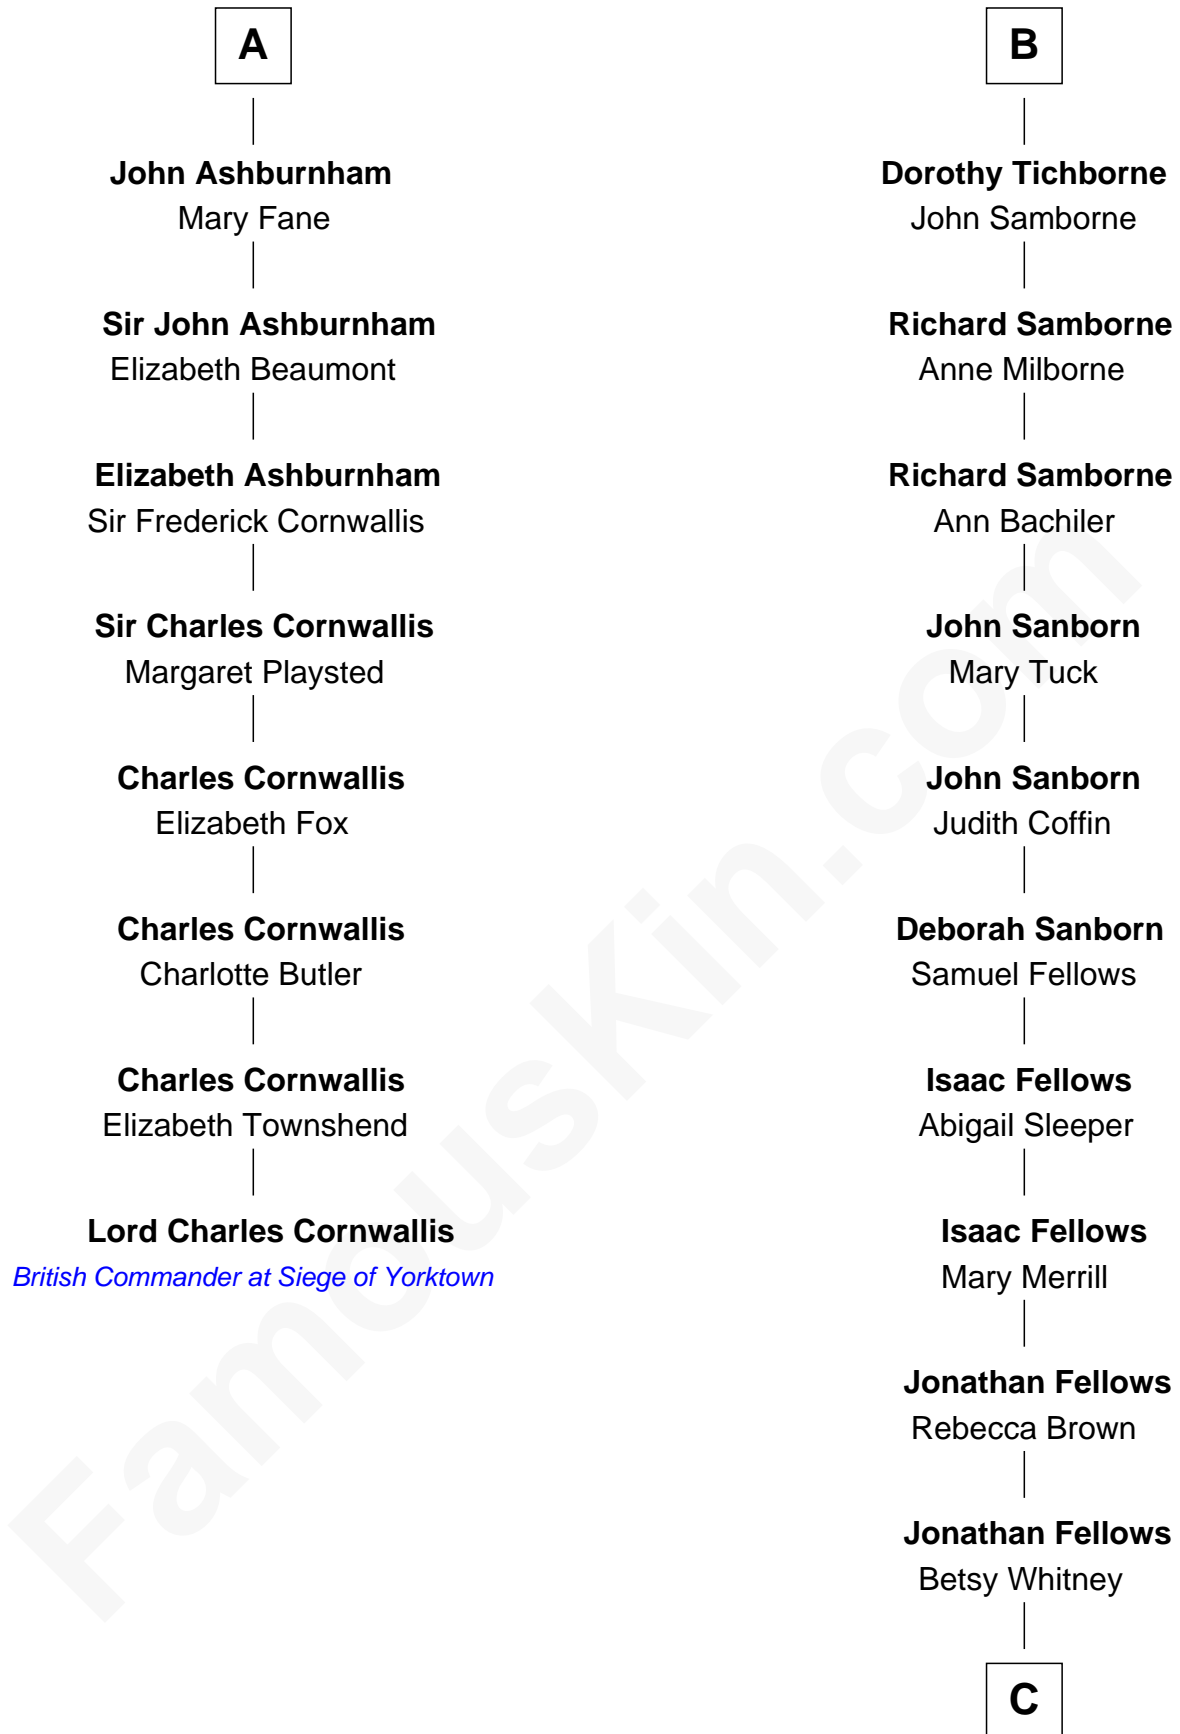 A
John Ashburnham
Mary Fane
Sir John Ashburnham
Elizabeth Beaumont
Elizabeth Ashburnham
Sir Frederick Cornwallis
Sir Charles Cornwallis
Margaret Playsted
Charles Cornwallis
Elizabeth Fox
Charles Cornwallis
Charlotte Butler
Charles Cornwallis
Elizabeth Townshend
Lord Charles Cornwallis
British Commander at Siege of Yorktown
B
Dorothy Tichborne
John Samborne
Richard Samborne
Anne Milborne
Richard Samborne
Ann Bachiler
John Sanborn
Mary Tuck
John Sanborn
Judith Coffin
Deborah Sanborn
Samuel Fellows
Isaac Fellows
Abigail Sleeper
Isaac Fellows
Mary Merrill
Jonathan Fellows
Rebecca Brown
Jonathan Fellows
Betsy Whitney
C
FamousKin.com